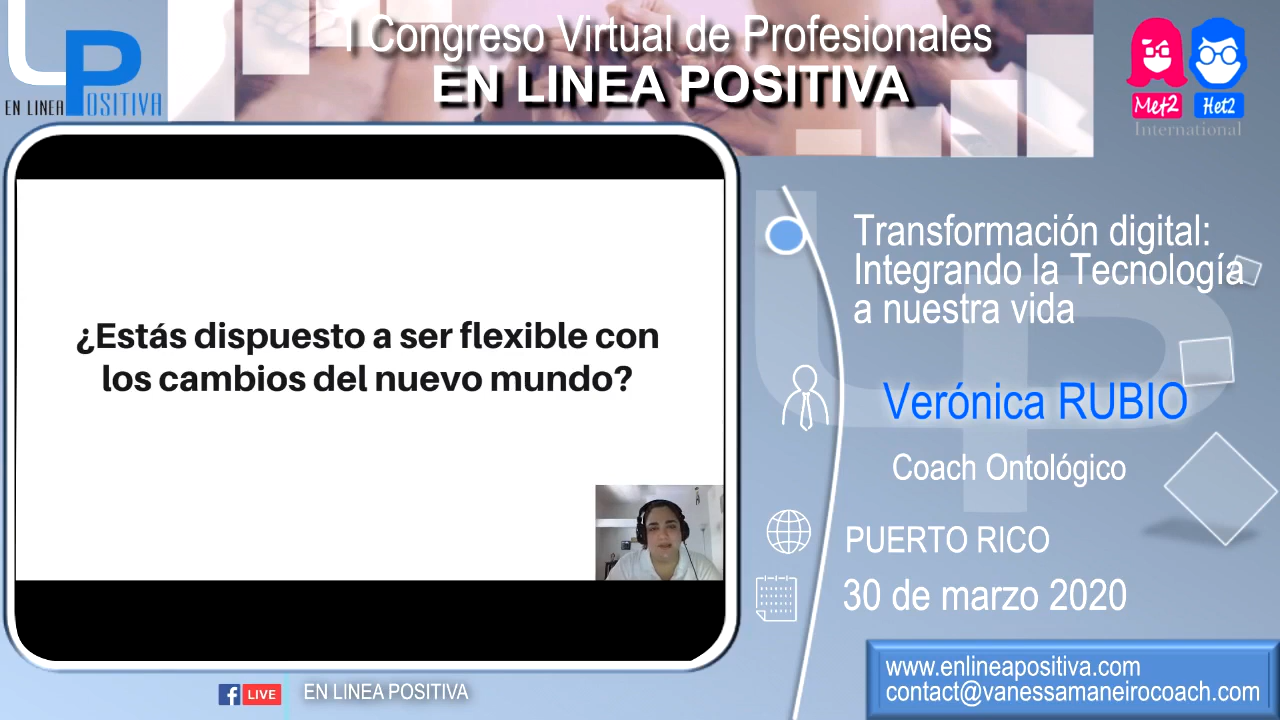 I Congreso Virtual de Profesionales
EN LINEA POSITIVA
EN LINEA POSITIVA
Met2
Het2
International
¿Estás dispuesto a ser flexible con
los cambios del nuevo mundo?
Transformación digital:
Integrando la Tecnología
a nuestra vida
Verónica RUBIO
Coach Ontológico
PUERTO RICO
30 de marzo 2020
www.enlineapositiva.com
contact@vanessamaneirocoach.com
f LIVE
EN LINEA POSITIVA